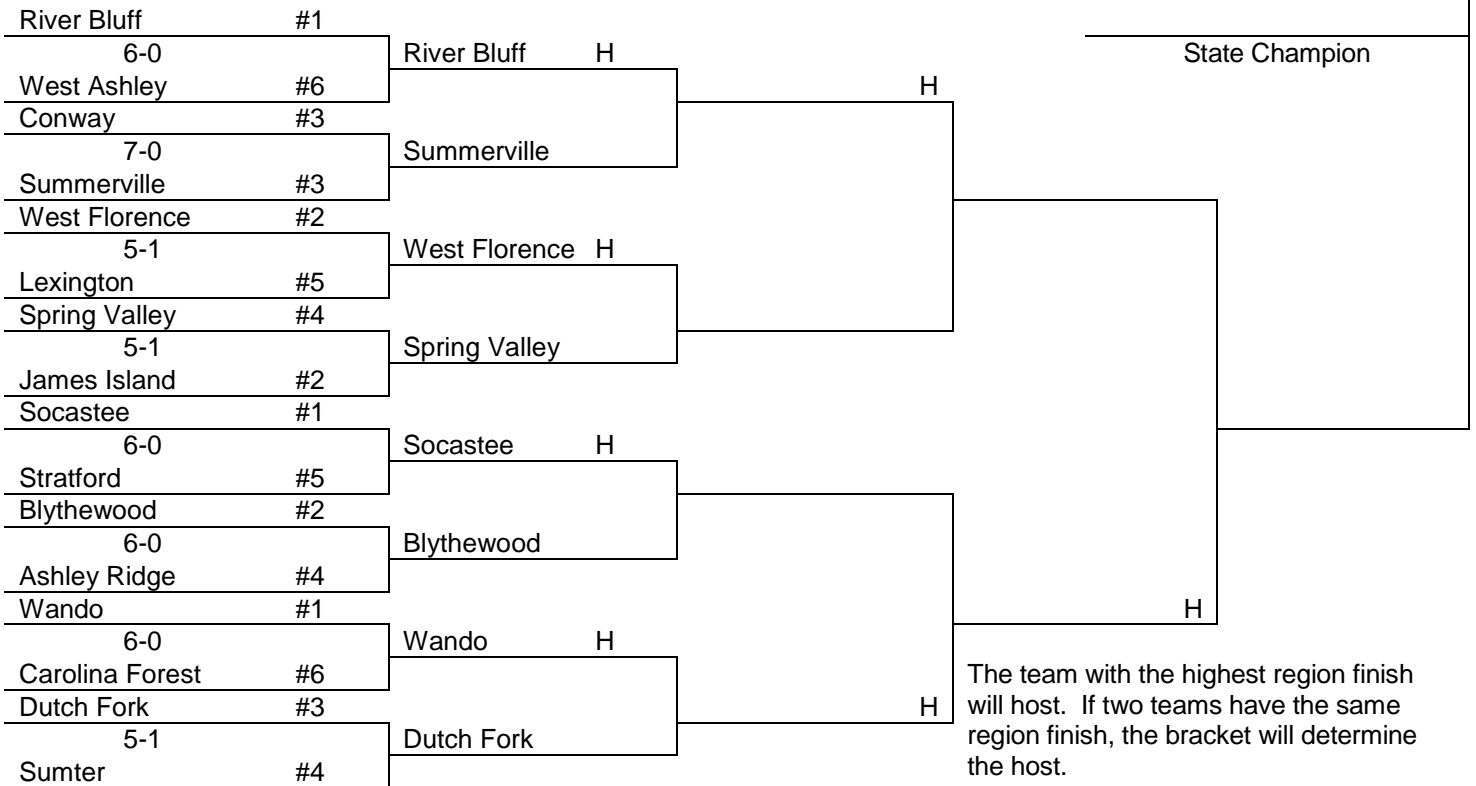 River Bluff #1
6-0 River Bluff H State Champion
West Ashley #6 H
Conway #3
7-0 Summerville
Summerville #3
West Florence #2
5-1 West Florence H
Lexington #5
Spring Valley #4
5-1 Spring Valley
James Island #2
Socastee #1
6-0 Socastee H
Stratford #5
Blythewood #2
6-0 Blythewood
Ashley Ridge #4
Wando #1 H
6-0 Wando H
Carolina Forest #6 The team with the highest region finish
Dutch Fork #3 H will host. If two teams have the same
5-1 Dutch Fork region finish, the bracket will determine
Sumter #4 the host.